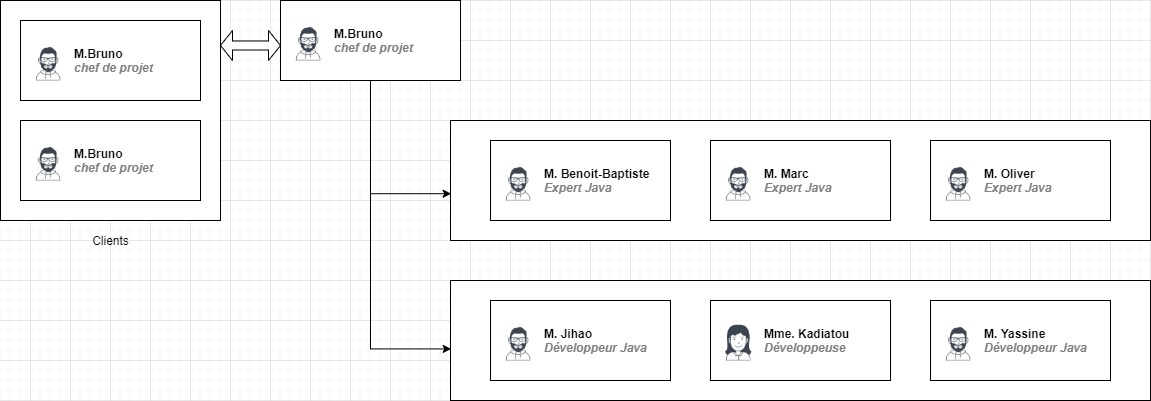 M.Bruno
chef de projet
M.Bruno
chef de projet
Clients
M.Bruno
chef de projet
M. Benoit-Baptiste
Expert Java
M. Marc
Expert Java
M. Oliver
Expert Java
M. Jihao
Développeur Java
Mme. Kadiatou
Développeuse
M. Yassine
Développeur Java